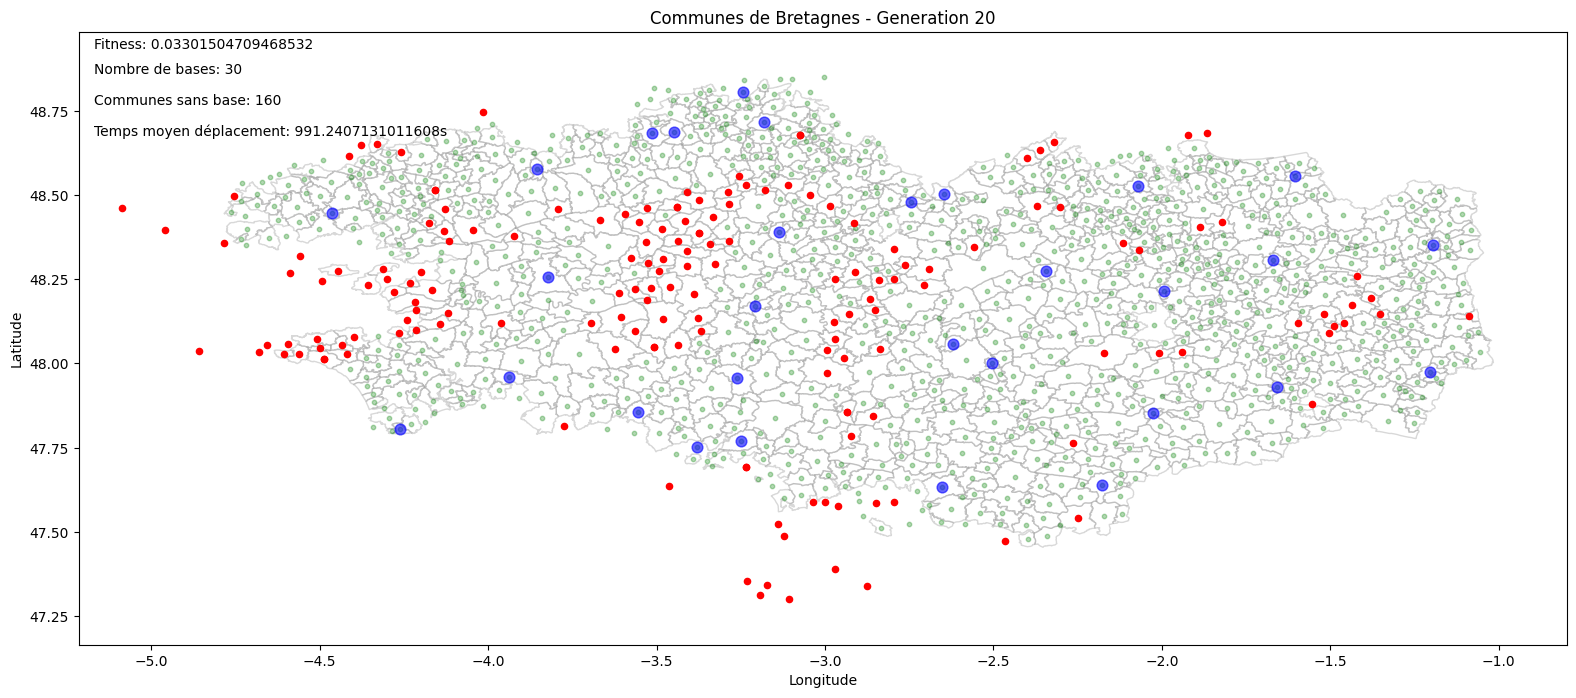 Communes de Bretagnes - Generation 20
Fitness: 0.03301504709468532
Nombre de bases: 30
Communes sans base: 160
Temps moyen déplacement: 991.2407131011608s
48.75
48.50
48.25
48.00
47.75
47.50
47.25
Latitude
−5.0 −4.5 −4.0 −3.5 −3.0 −2.5 −2.0 −1.5 −1.0
Longitude